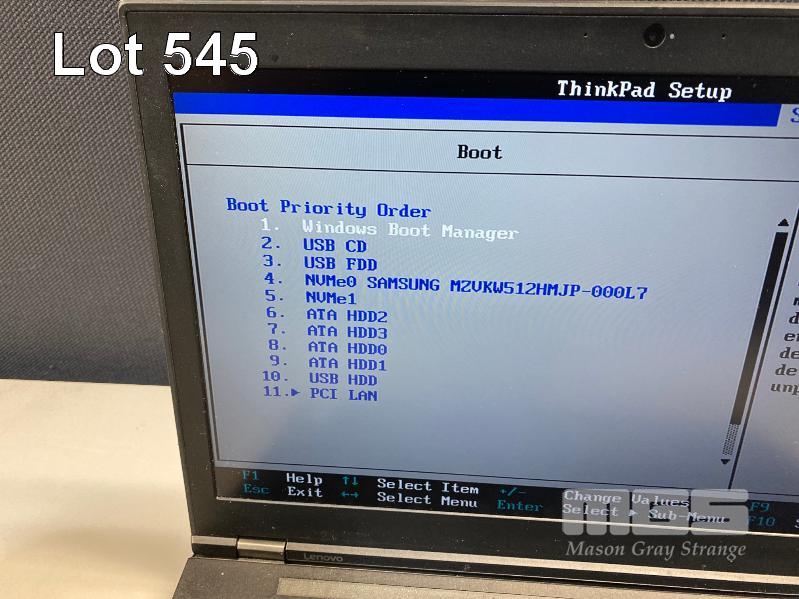 Lot 545
ThinkPad Setup
Boot
Boot Priority Order
1. Windows Boot Manager
2. USB CD
3. USB FDD
4. NVMe0 SAMSUNG MZVKW512HMJP-000L7
5. NVMe1
6. ATA HDD2
7. ATA HDD3
8. ATA HDD0
9. ATA HDD1
10. USB HDD
11.▶ PCI LAN
F1 Help ↑↓ Select Item +/- Change Values F9
Esc Exit ←→ Select Menu Enter Select ▶ Sub-Menu F10
MGS
Mason Gray Strange
Lenovo